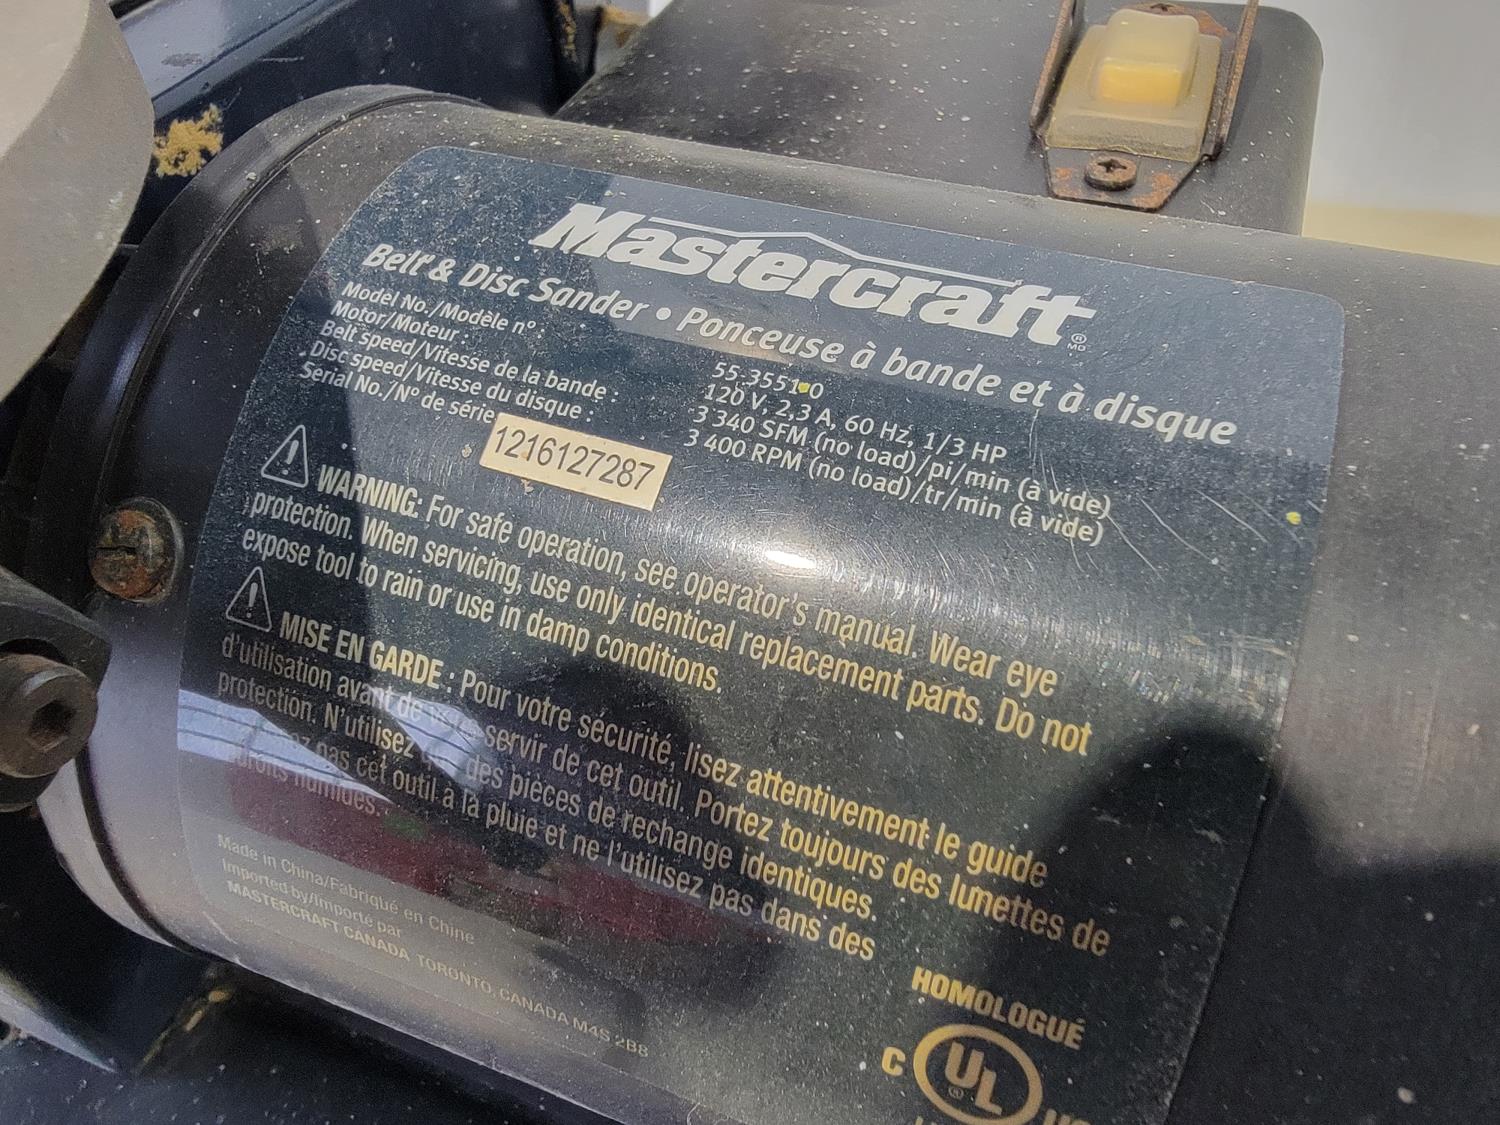 Mastercraft®
MD
Belt & Disc Sander • Ponceuse à bande et à disque
Model No./Modèle nº : 55-3551-0
Motor/Moteur : 120 V, 2,3 A, 60 Hz, 1/3 HP
Belt speed/Vitesse de la bande : 3 340 SFM (no load)/pi/min (à vide)
Disc speed/Vitesse du disque : 3 400 RPM (no load)/tr/min (à vide)
Serial No./Nº de série 1216127287
WARNING: For safe operation, see operator's manual. Wear eye
protection. When servicing, use only identical replacement parts. Do not
expose tool to rain or use in damp conditions.
MISE EN GARDE : Pour votre sécurité, lisez attentivement le guide
d'utilisation avant de servir de cet outil. Portez toujours des lunettes de
protection. N'utilisez que des pièces de rechange identiques.
pas cet outil à la pluie et ne l'utilisez pas dans des
endroits humides.
Made in China/Fabriqué en Chine
Imported by/Importé par
MASTERCRAFT CANADA TORONTO, CANADA M4S 2B8
HOMOLOGUÉ
C UL ® US